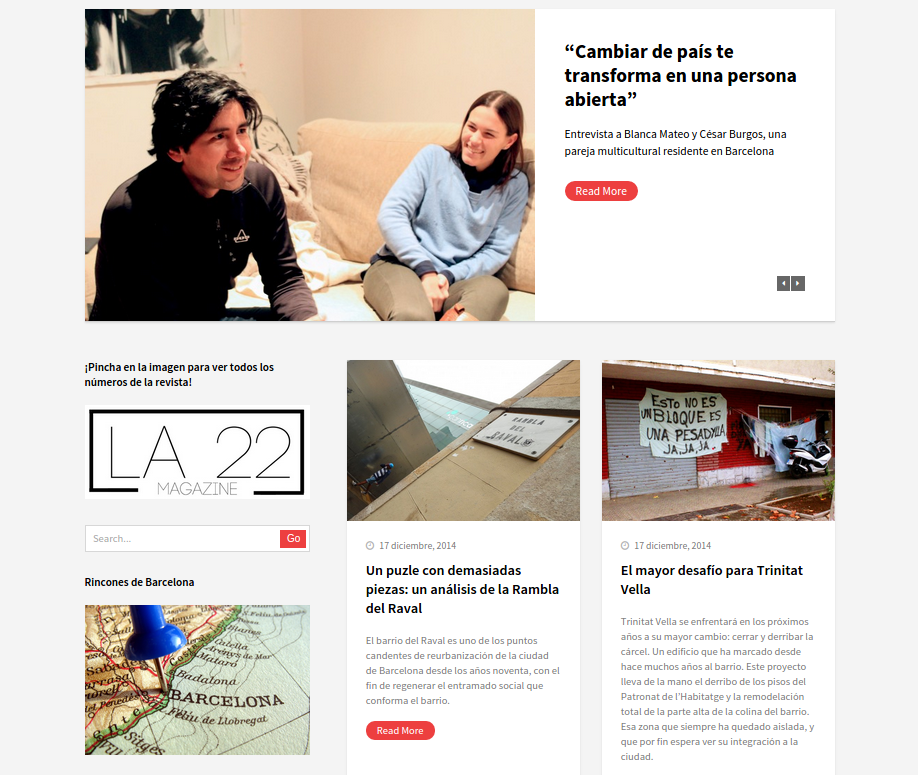 “Cambiar de país te
transforma en una persona
abierta”
Entrevista a Blanca Mateo y César Burgos, una
pareja multicultural residente en Barcelona
Read More
¡Pincha en la imagen para ver todos los
números de la revista!
LA 22
MAGAZINE
Search...
Go
Rincones de Barcelona
Calella
Arenys de Mar
Mataró
Badalona
BARCELONA
Feliu de Llobregat
Sitges
RAMBLA
DEL
RAVAL
17 diciembre, 2014
Un puzle con demasiadas
piezas: un análisis de la Rambla
del Raval
El barrio del Raval es uno de los puntos
candentes de reurbanización de la ciudad
de Barcelona desde los años noventa, con el
fin de regenerar el entramado social que
conforma el barrio.
Read More
ESTO NO ES
UN BLOQUE ES
UNA PESADILLA
JA, JA, JA..
17 diciembre, 2014
El mayor desafío para Trinitat
Vella
Trinitat Vella se enfrentará en los próximos
años a su mayor cambio: cerrar y derribar la
cárcel. Un edificio que ha marcado desde
hace muchos años al barrio. Este proyecto
lleva de la mano el derribo de los pisos del
Patronat de l’Habitatge y la remodelación
total de la parte alta de la colina del barrio.
Esa zona que siempre ha quedado aislada, y
que por fin espera ver su integración a la
ciudad.